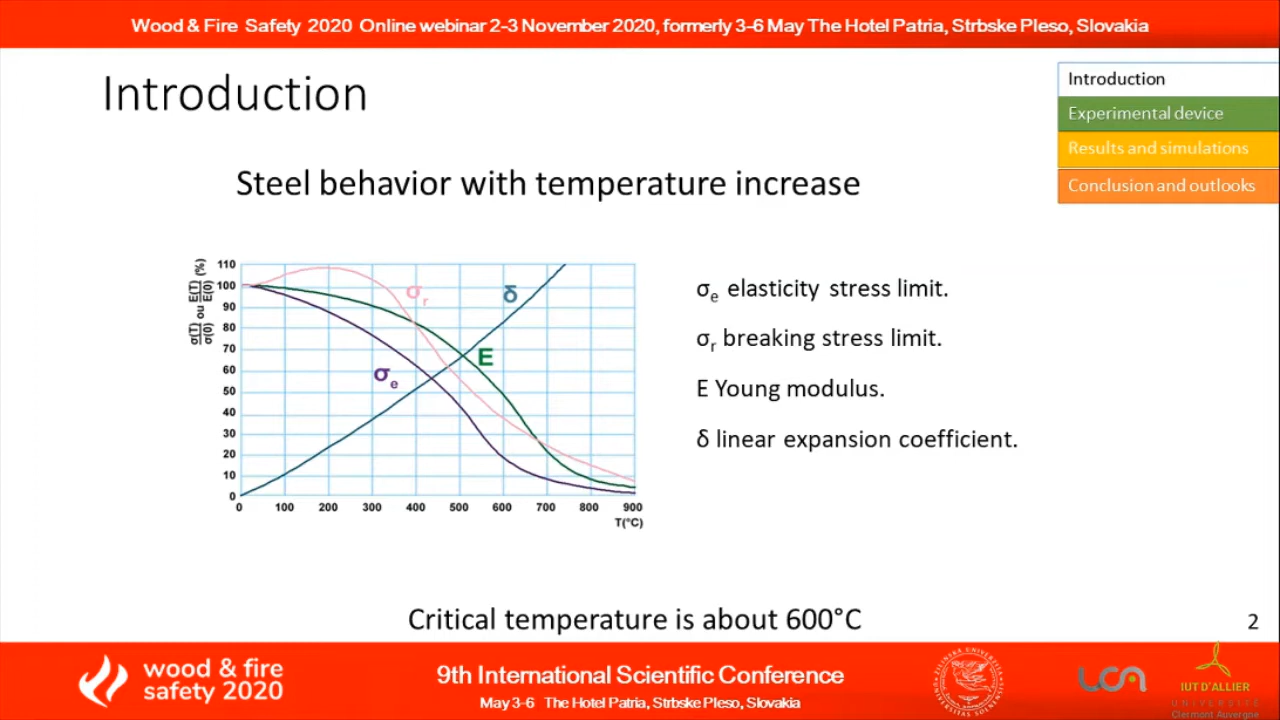 Wood & Fire Safety 2020 Online webinar 2-3 November 2020, formerly 3-6 May The Hotel Patria, Strbske Pleso, Slovakia
Introduction
Introduction
Experimental device
Results and simulations
Conclusion and outlooks
Steel behavior with temperature increase
σ(T)/σ(0) ou E(T)/E(0) (%)
110
100
90
80
70
60
50
40
30
20
10
0
0 100 200 300 400 500 600 700 800 900
T(°C)
σr
δ
E
σe
σe elasticity stress limit.
σr breaking stress limit.
E Young modulus.
δ linear expansion coefficient.
Critical temperature is about 600°C
2
wood & fire
safety 2020
9th International Scientific Conference
May 3-6 The Hotel Patria, Strbske Pleso, Slovakia
IUT D'ALLIER
UNIVERSITÉ
Clermont Auvergne